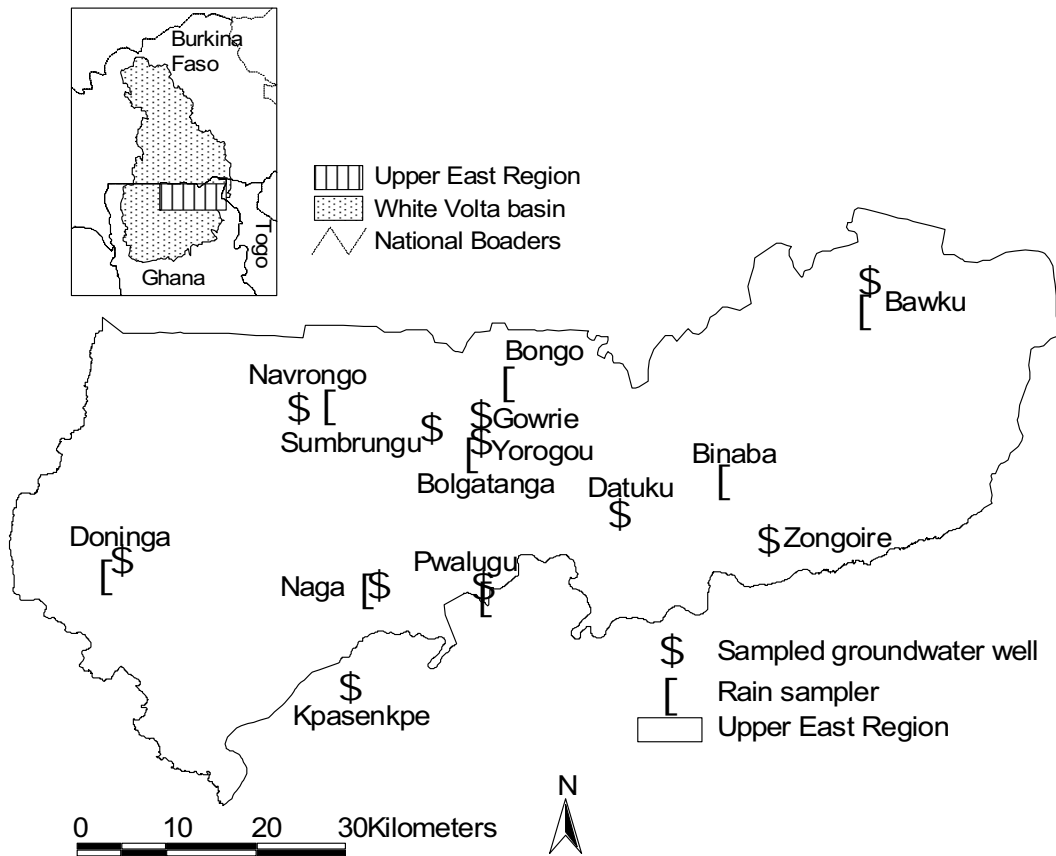 Burkina
Faso
Togo
Ghana
Upper East Region
White Volta basin
National Boaders
$
[
Bawku
Bongo
[
Navrongo
$ [
Sumbrungu $
$ Gowrie
$ Yorogou
[
Bolgatanga
Datuku
$
Binaba
[
$ Zongoire
Doninga
$
[
Naga [ $
Pwalugu
$
[
$
Kpasenkpe
$ Sampled groundwater well
[ Rain sampler
Upper East Region
N
0 10 20 30Kilometers